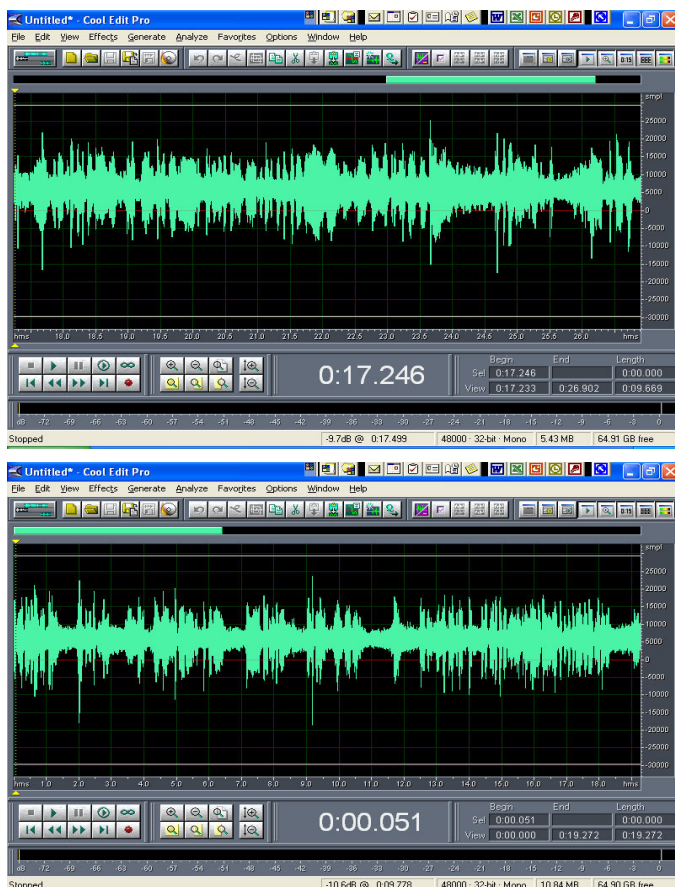 Untitled* - Cool Edit Pro
File Edit View Effects Generate Analyze Favorites Options Window Help
smpl
25000
20000
15000
10000
5000
0
-5000
-10000
-15000
-20000
-25000
-30000
hms 18.0 18.5 19.0 19.5 20.0 20.5 21.0 21.5 22.0 22.5 23.0 23.5 24.0 24.5 25.0 25.5 26.0 hms
0:17.246
Begin End Length
Sel 0:17.246 0:00.000
View 0:17.233 0:26.902 0:09.669
dB -72 -69 -66 -63 -60 -57 -54 -51 -48 -45 -42 -39 -36 -33 -30 -27 -24 -21 -18 -15 -12 -9 -6 -3 0
Stopped -9.7dB @ 0:17.499 48000 · 32-bit · Mono 5.43 MB 64.91 GB free
Untitled* - Cool Edit Pro
File Edit View Effects Generate Analyze Favorites Options Window Help
smpl
25000
20000
15000
10000
5000
0
-5000
-10000
-15000
-20000
-25000
-30000
hms 1.0 2.0 3.0 4.0 5.0 6.0 7.0 8.0 9.0 10.0 11.0 12.0 13.0 14.0 15.0 16.0 17.0 18.0 hms
0:00.051
Begin End Length
Sel 0:00.051 0:00.000
View 0:00.000 0:19.272 0:19.272
dB -72 -69 -66 -63 -60 -57 -54 -51 -48 -45 -42 -39 -36 -33 -30 -27 -24 -21 -18 -15 -12 -9 -6 -3 0
Stopped -10.6dB @ 0:09.778 48000 · 32-bit · Mono 10.84 MB 64.90 GB free